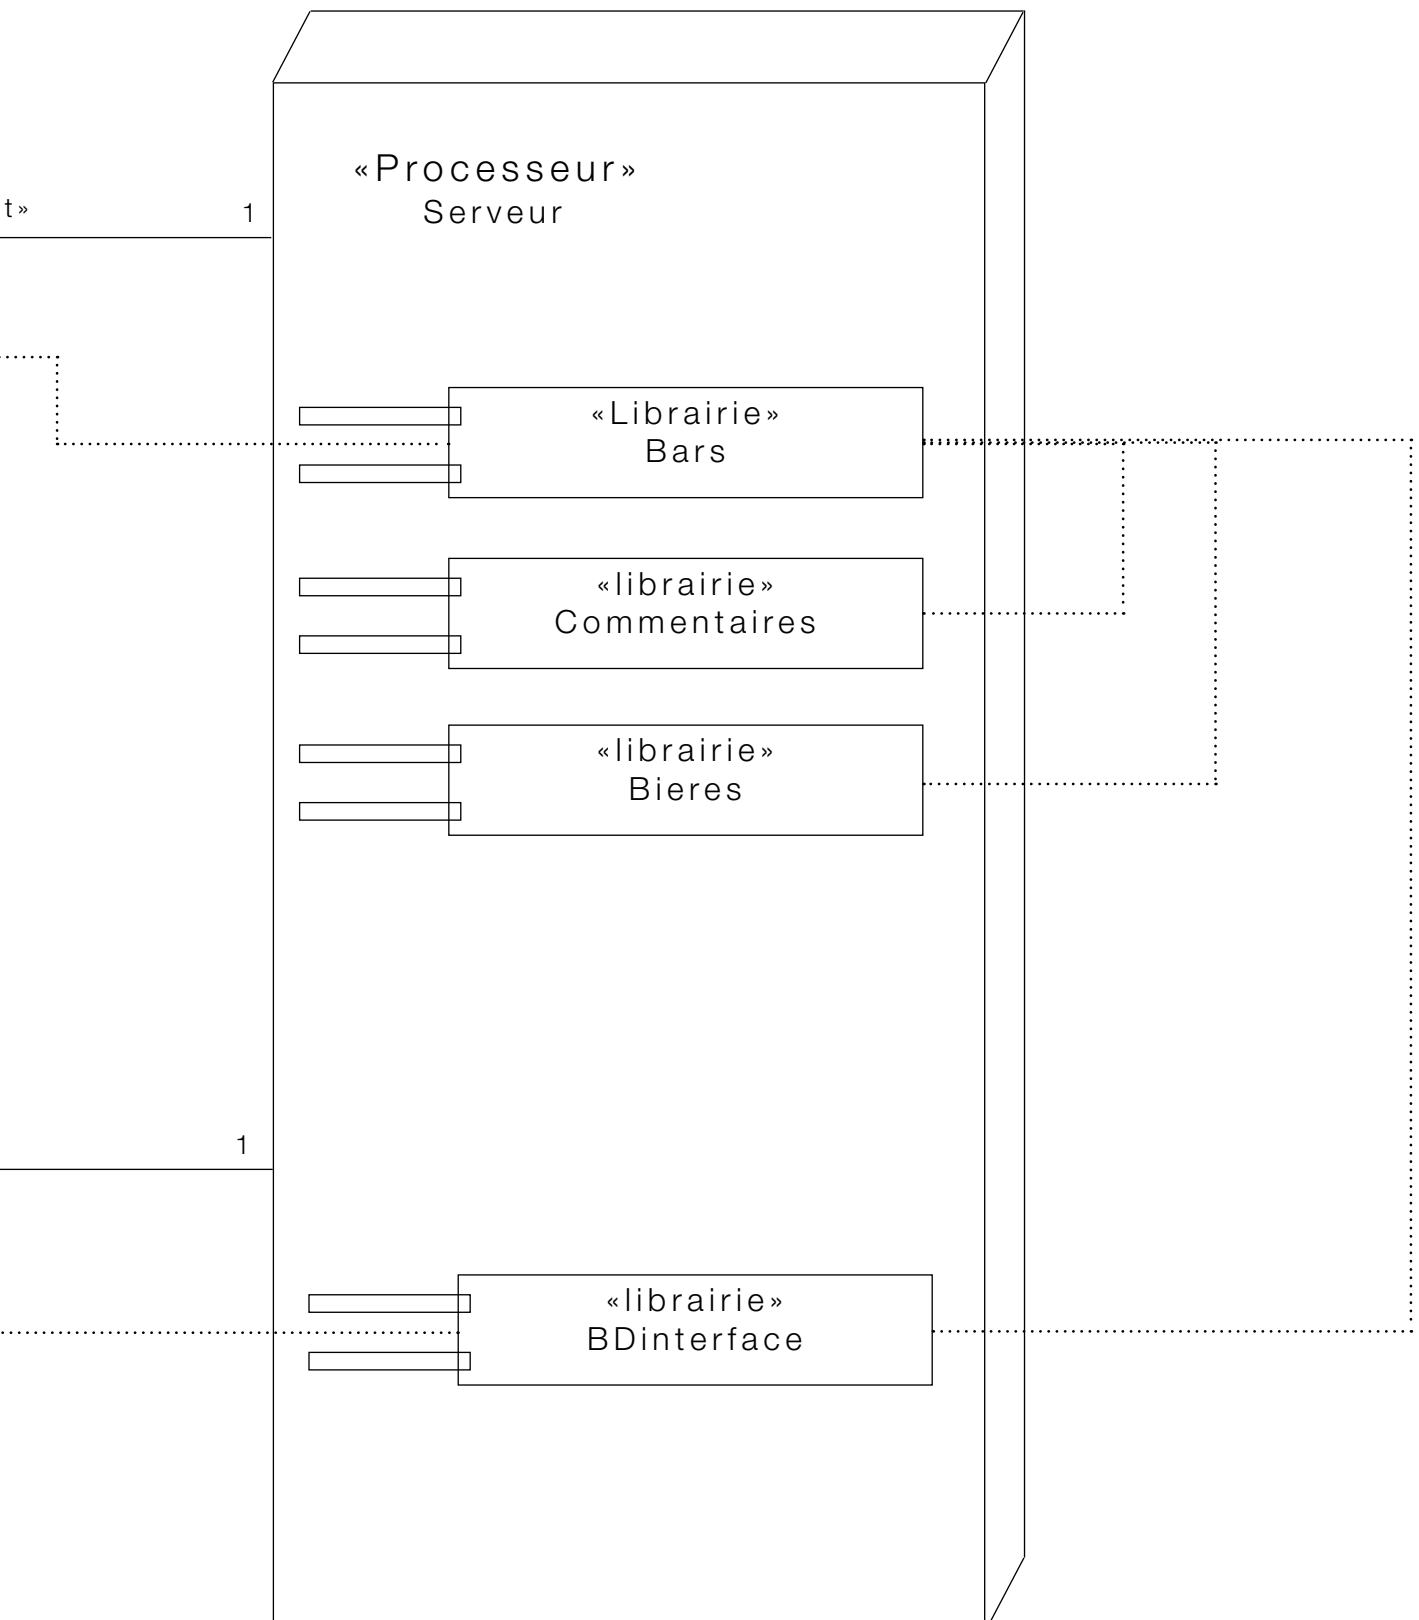 «Processeur»
Serveur
t»
1
«Librairie»
Bars
«librairie»
Commentaires
«librairie»
Bieres
1
«librairie»
BDinterface